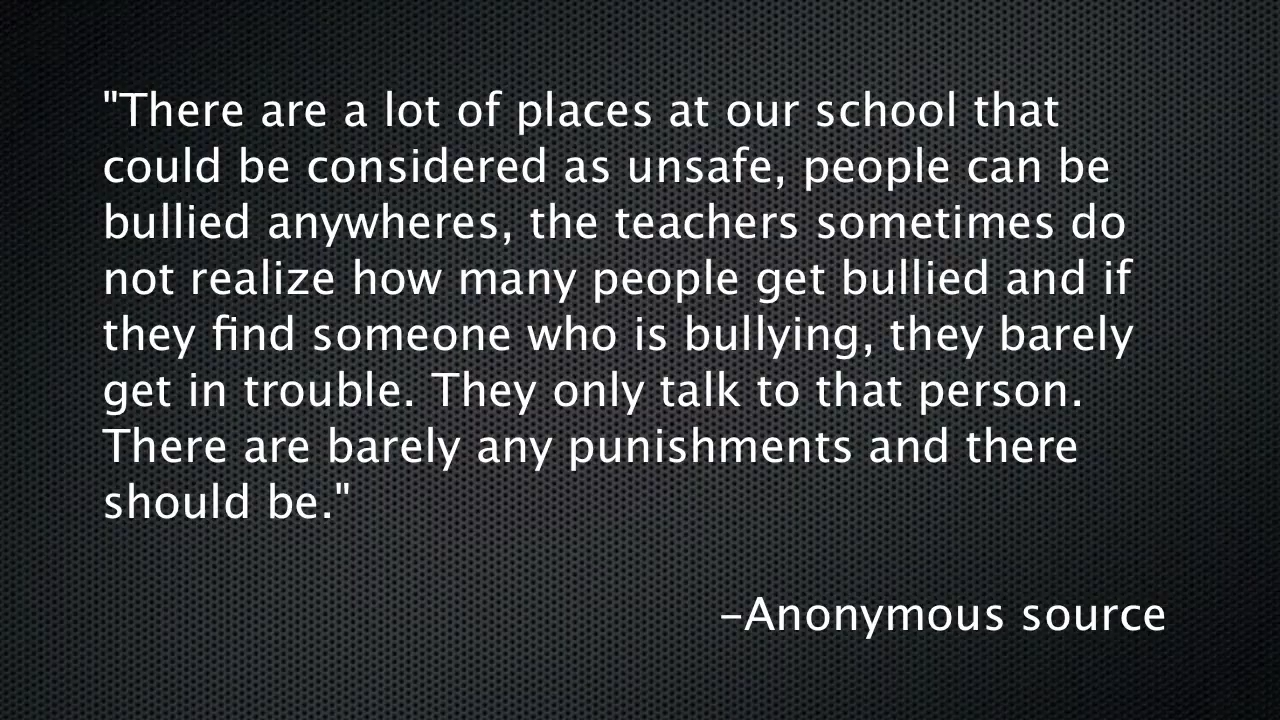 "There are a lot of places at our school that
could be considered as unsafe, people can be
bullied anywheres, the teachers sometimes do
not realize how many people get bullied and if
they find someone who is bullying, they barely
get in trouble. They only talk to that person.
There are barely any punishments and there
should be."
–Anonymous source